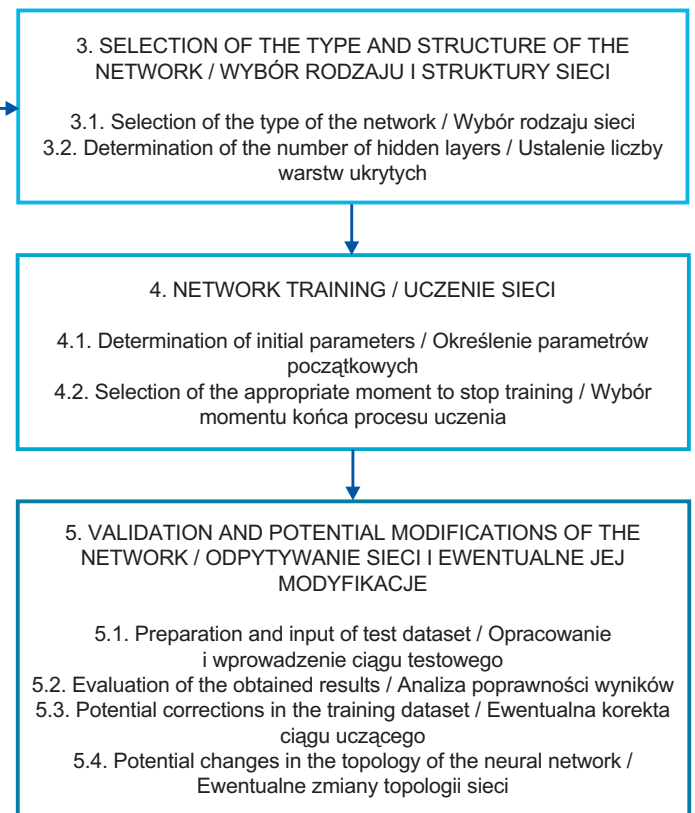 3. SELECTION OF THE TYPE AND STRUCTURE OF THE
NETWORK / WYBÓR RODZAJU I STRUKTURY SIECI
3.1. Selection of the type of the network / Wybór rodzaju sieci
3.2. Determination of the number of hidden layers / Ustalenie liczby
warstw ukrytych
4. NETWORK TRAINING / UCZENIE SIECI
4.1. Determination of initial parameters / Określenie parametrów
początkowych
4.2. Selection of the appropriate moment to stop training / Wybór
momentu końca procesu uczenia
5. VALIDATION AND POTENTIAL MODIFICATIONS OF THE
NETWORK / ODPYTYWANIE SIECI I EWENTUALNE JEJ
MODYFIKACJE
5.1. Preparation and input of test dataset / Opracowanie
i wprowadzenie ciągu testowego
5.2. Evaluation of the obtained results / Analiza poprawności wyników
5.3. Potential corrections in the training dataset / Ewentualna korekta
ciągu uczącego
5.4. Potential changes in the topology of the neural network /
Ewentualne zmiany topologii sieci